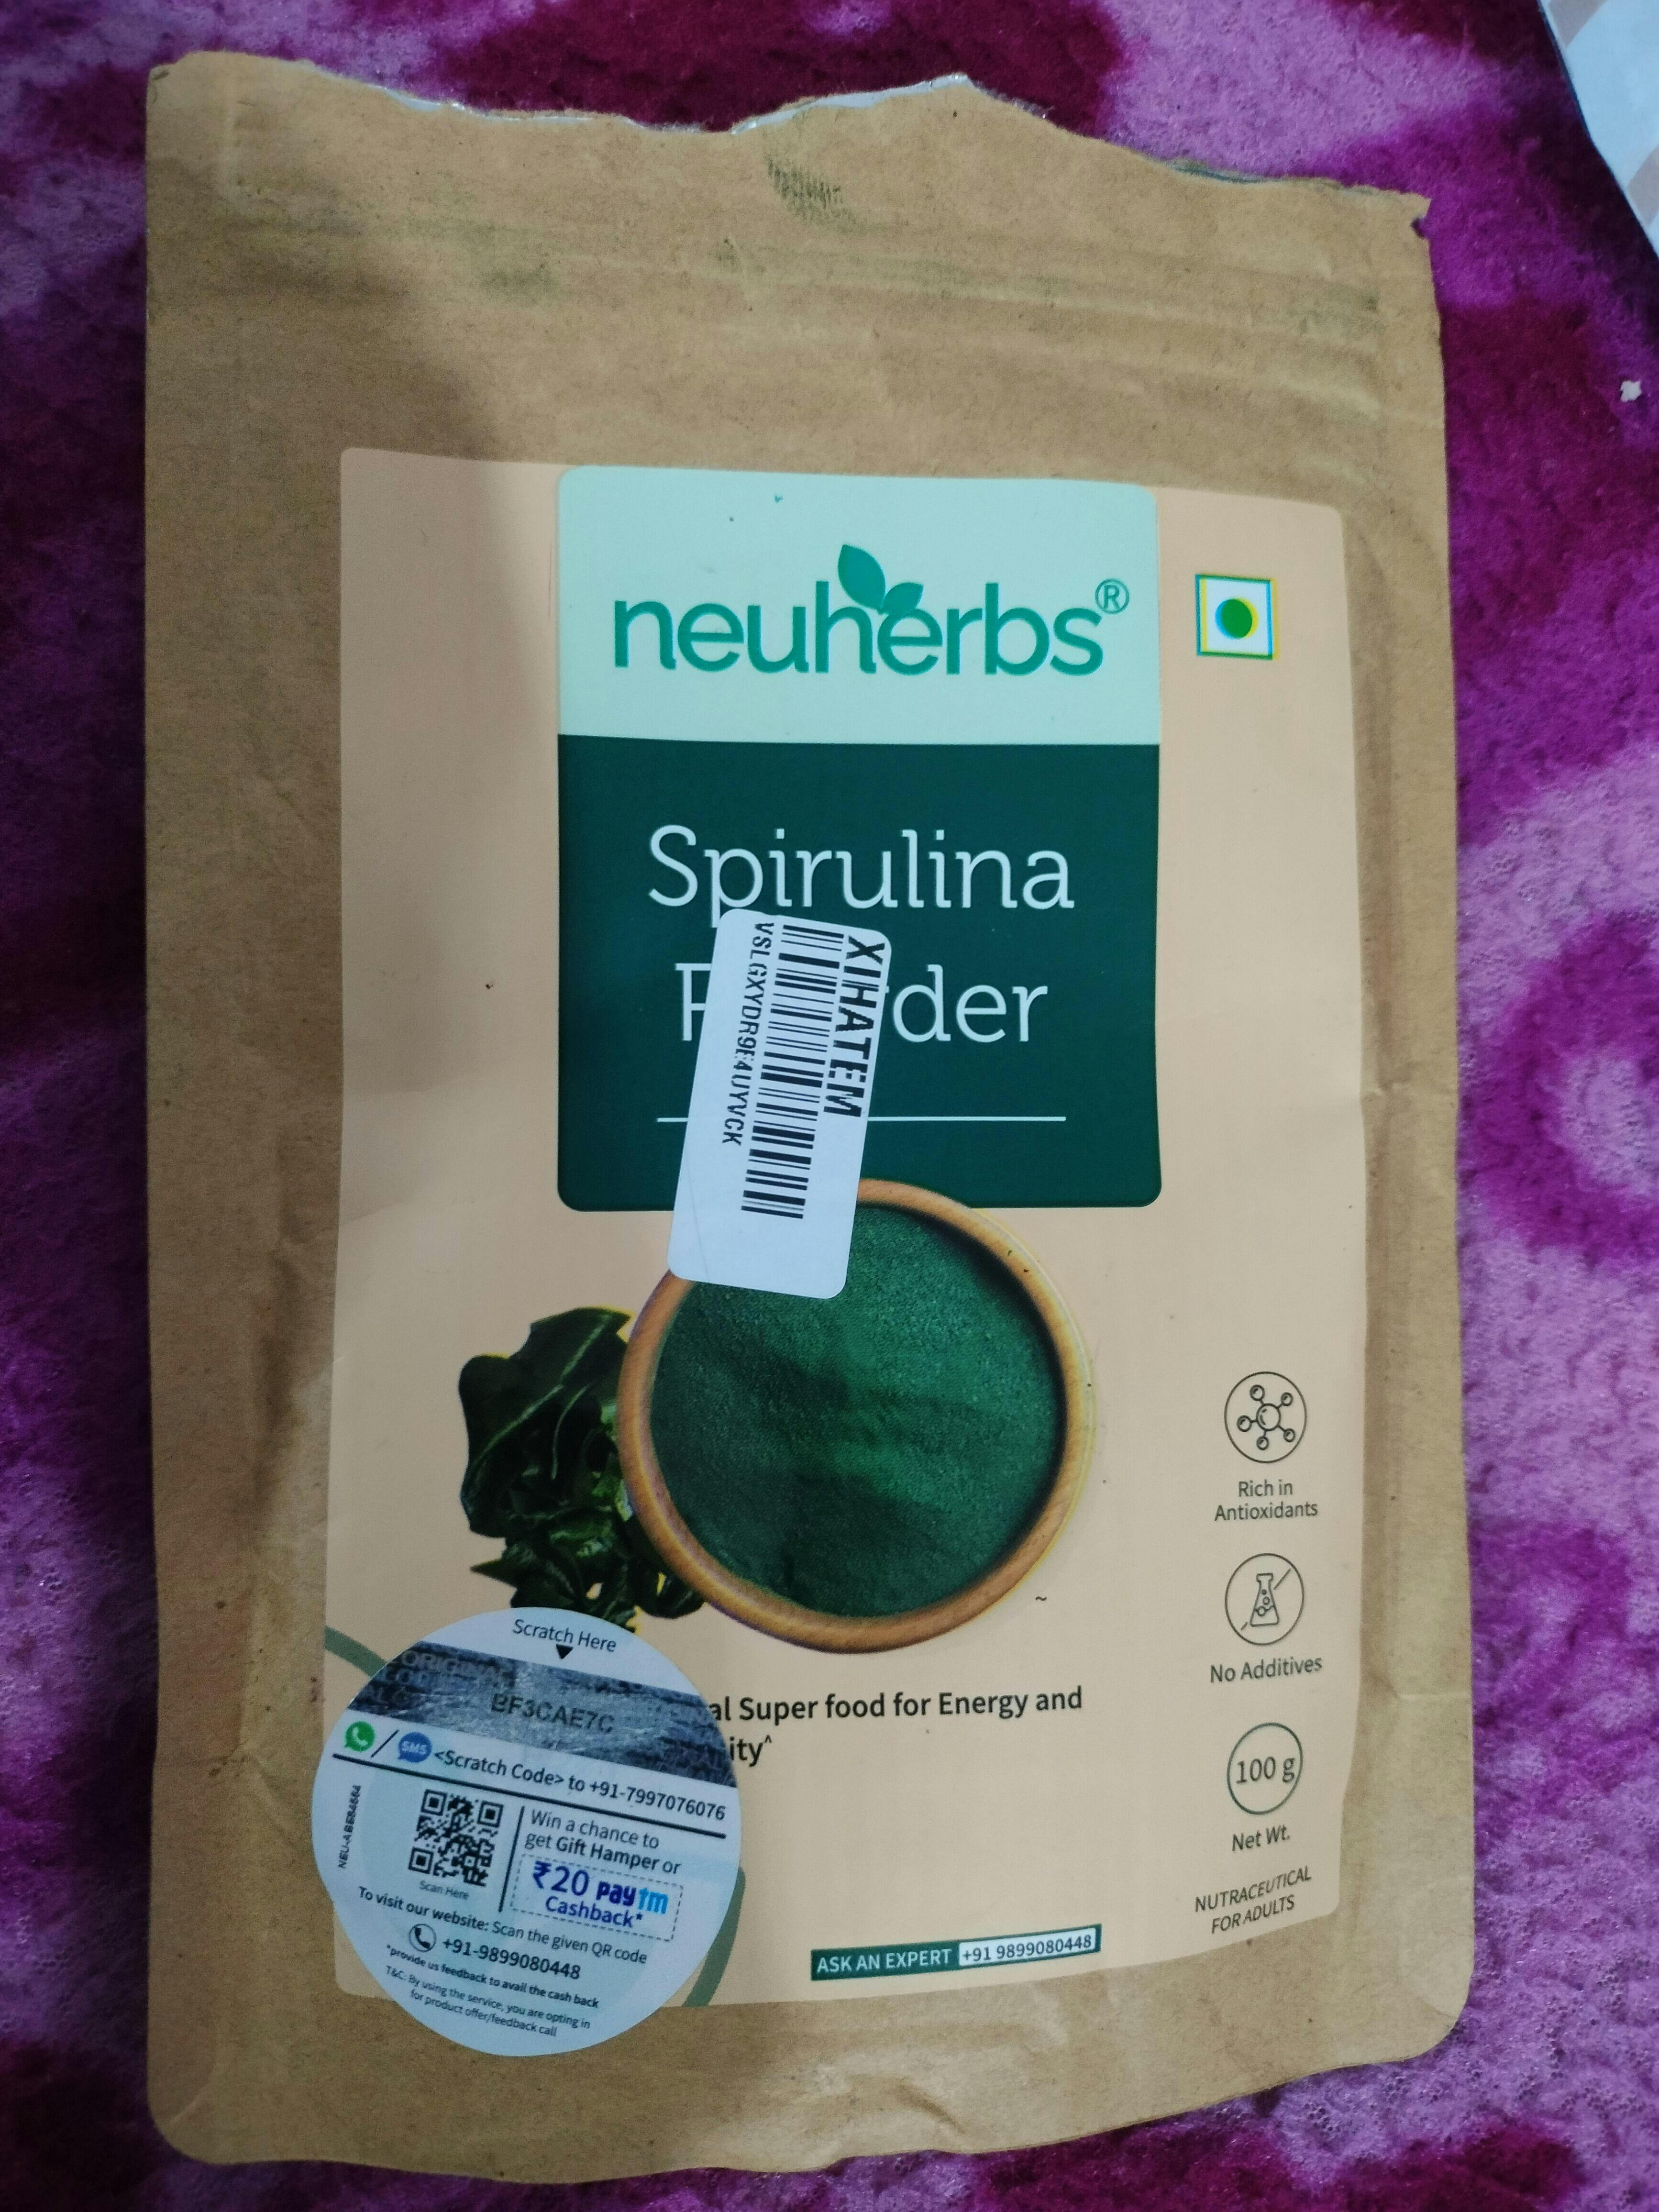 neuherbs®
Spirulina
der
XIHATEM
VSLGXYDR9E4UYVCK
Rich in
Antioxidants
No Additives
al Super food for Energy and
ity^
100 g
Net Wt.
NUTRACEUTICAL
FOR ADULTS
ASK AN EXPERT +91 9899080448
Scratch Here
ORIGINAL
BF3CAE7C
/ SMS <Scratch Code> to +91-7997076076
Win a chance to
get Gift Hamper or
₹20 paytm
Cashback*
Scan Here
To visit our website: Scan the given QR code
+91-9899080448
*provide us feedback to avail the cash back
T&C: By using the service, you are opting in
for product offer/feedback call